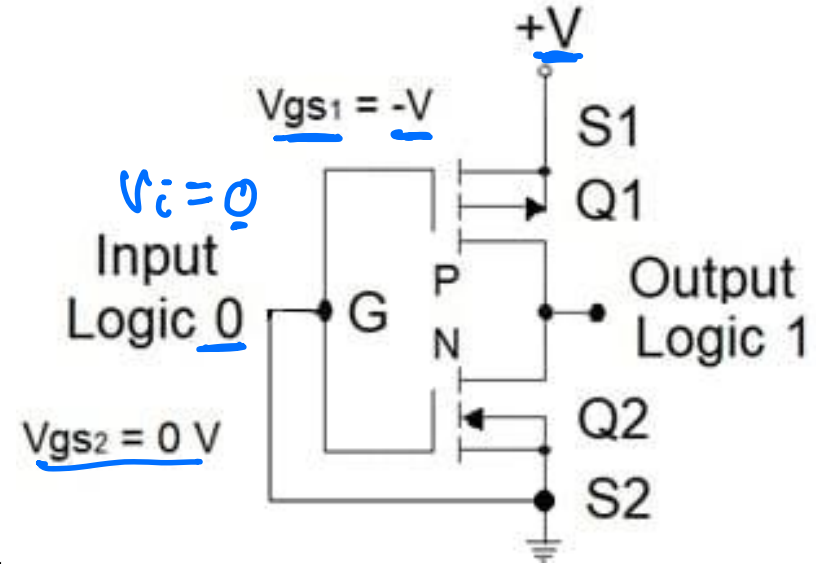 +V
Vgs1 = -V
S1
Vi = 0
Q1
Input
Logic 0
G
P
N
Output
Logic 1
Vgs2 = 0 V
Q2
S2